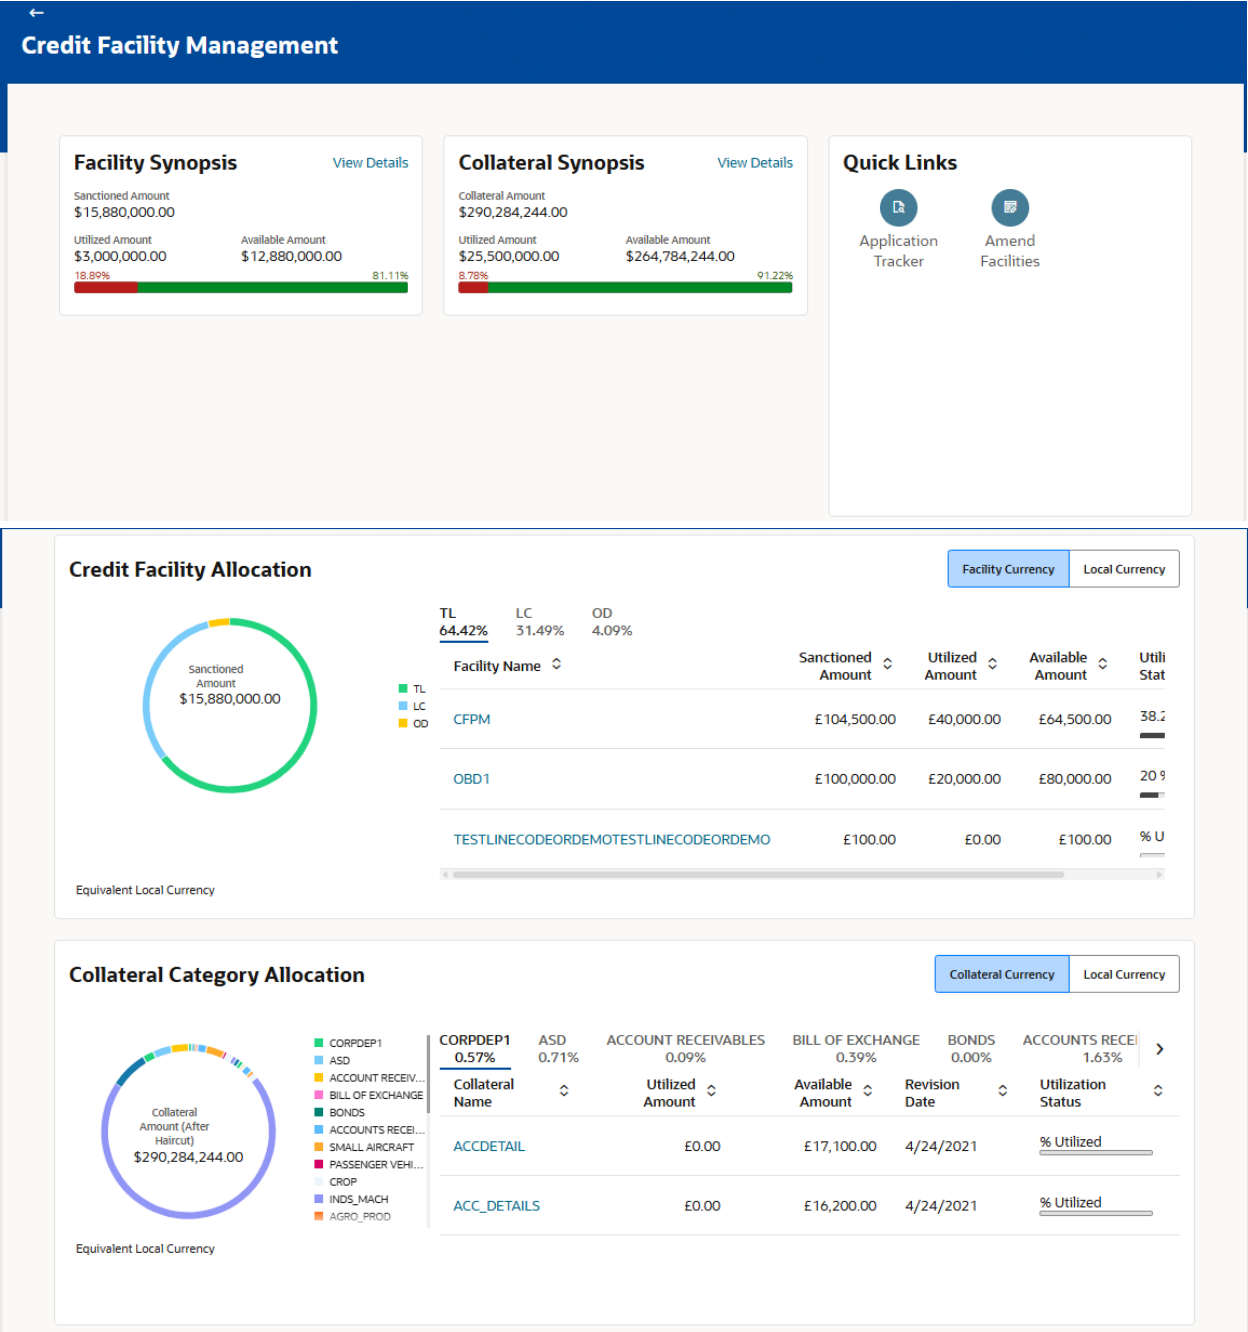 Credit Facility Management
Facility Synopsis View Details
Sanctioned Amount
$15,880,000.00
Utilized Amount Available Amount
$3,000,000.00 $12,880,000.00
18.89% 81.11%
Collateral Synopsis View Details
Collateral Amount
$290,284,244.00
Utilized Amount Available Amount
$25,500,000.00 $264,784,244.00
8.78% 91.22%
Quick Links
Application Amend
Tracker Facilities
Credit Facility Allocation
Facility Currency Local Currency
Sanctioned
Amount
$15,880,000.00
TL
LC
OD
Equivalent Local Currency
TL LC OD
64.42% 31.49% 4.09%
Facility Name Sanctioned Amount Utilized Amount Available Amount Utili Stat
CFPM £104,500.00 £40,000.00 £64,500.00 38.2
OBD1 £100,000.00 £20,000.00 £80,000.00 20 %
TESTLINECODEORDEMOTESTLINECODEORDEMO £100.00 £0.00 £100.00 % U
Collateral Category Allocation
Collateral Currency Local Currency
Collateral
Amount (After
Haircut)
$290,284,244.00
CORPDEP1
ASD
ACCOUNT RECEIV...
BILL OF EXCHANGE
BONDS
ACCOUNTS RECEI...
SMALL AIRCRAFT
PASSENGER VEHI...
CROP
INDS_MACH
AGRO_PROD
Equivalent Local Currency
CORPDEP1 ASD ACCOUNT RECEIVABLES BILL OF EXCHANGE BONDS ACCOUNTS RECEI
0.57% 0.71% 0.09% 0.39% 0.00% 1.63%
Collateral Name Utilized Amount Available Amount Revision Date Utilization Status
ACCDETAIL £0.00 £17,100.00 4/24/2021 % Utilized
ACC_DETAILS £0.00 £16,200.00 4/24/2021 % Utilized